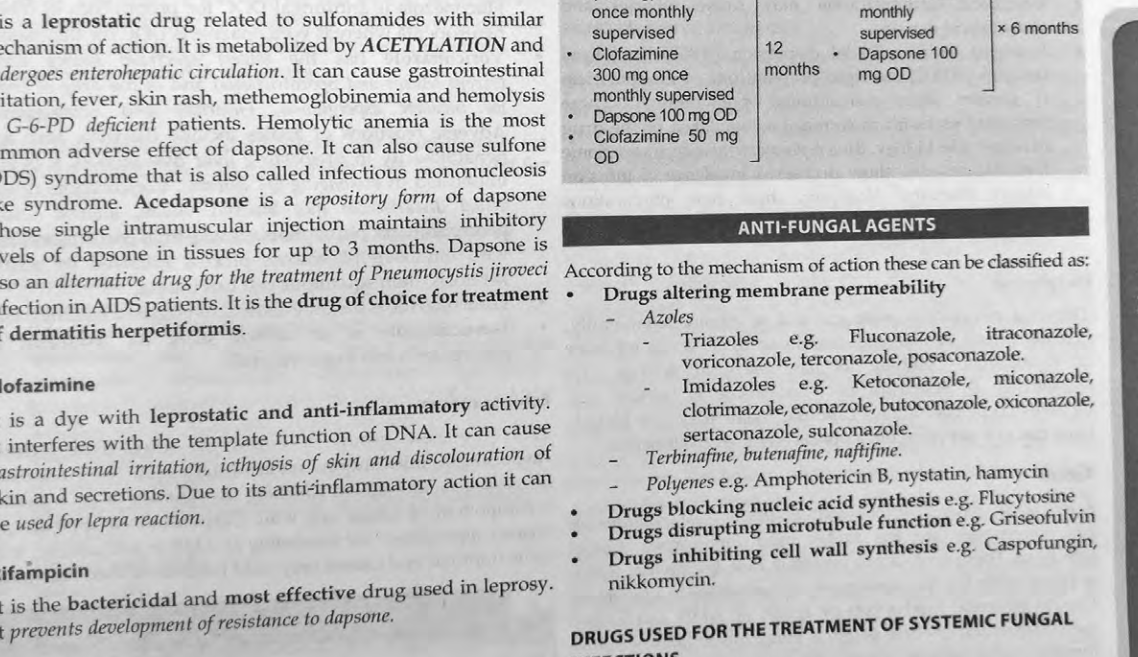 is a leprostatic drug related to sulfonamides with similar
echanism of action. It is metabolized by ACETYLATION and
dergoes enterohepatic circulation. It can cause gastrointestinal
itation, fever, skin rash, methemoglobinemia and hemolysis
G-6-PD deficient patients. Hemolytic anemia is the most
mmon adverse effect of dapsone. It can also cause sulfone
DDS) syndrome that is also called infectious mononucleosis
ke syndrome. Acedapsone is a repository form of dapsone
hose single intramuscular injection maintains inhibitory
vels of dapsone in tissues for up to 3 months. Dapsone is
so an alternative drug for the treatment of Pneumocystis jiroveci
fection in AIDS patients. It is the drug of choice for treatment
f dermatitis herpetiformis.
lofazimine
is a dye with leprostatic and anti-inflammatory activity.
interferes with the template function of DNA. It can cause
astrointestinal irritation, icthyosis of skin and discolouration of
kin and secretions. Due to its anti-inflammatory action it can
e used for lepra reaction.
ifampicin
t is the bactericidal and most effective drug used in leprosy.
t prevents development of resistance to dapsone.
once monthly
supervised
• Clofazimine
300 mg once
monthly supervised
• Dapsone 100 mg OD
• Clofazimine 50 mg
OD
12
months
monthly
supervised
• Dapsone 100
mg OD
× 6 months
ANTI-FUNGAL AGENTS
According to the mechanism of action these can be classified as:
• Drugs altering membrane permeability
– Azoles
- Triazoles e.g. Fluconazole, itraconazole,
voriconazole, terconazole, posaconazole.
- Imidazoles e.g. Ketoconazole, miconazole,
clotrimazole, econazole, butoconazole, oxiconazole,
sertaconazole, sulconazole.
– Terbinafine, butenafine, naftifine.
– Polyenes e.g. Amphotericin B, nystatin, hamycin
• Drugs blocking nucleic acid synthesis e.g. Flucytosine
• Drugs disrupting microtubule function e.g. Griseofulvin
• Drugs inhibiting cell wall synthesis e.g. Caspofungin,
nikkomycin.
DRUGS USED FOR THE TREATMENT OF SYSTEMIC FUNGAL